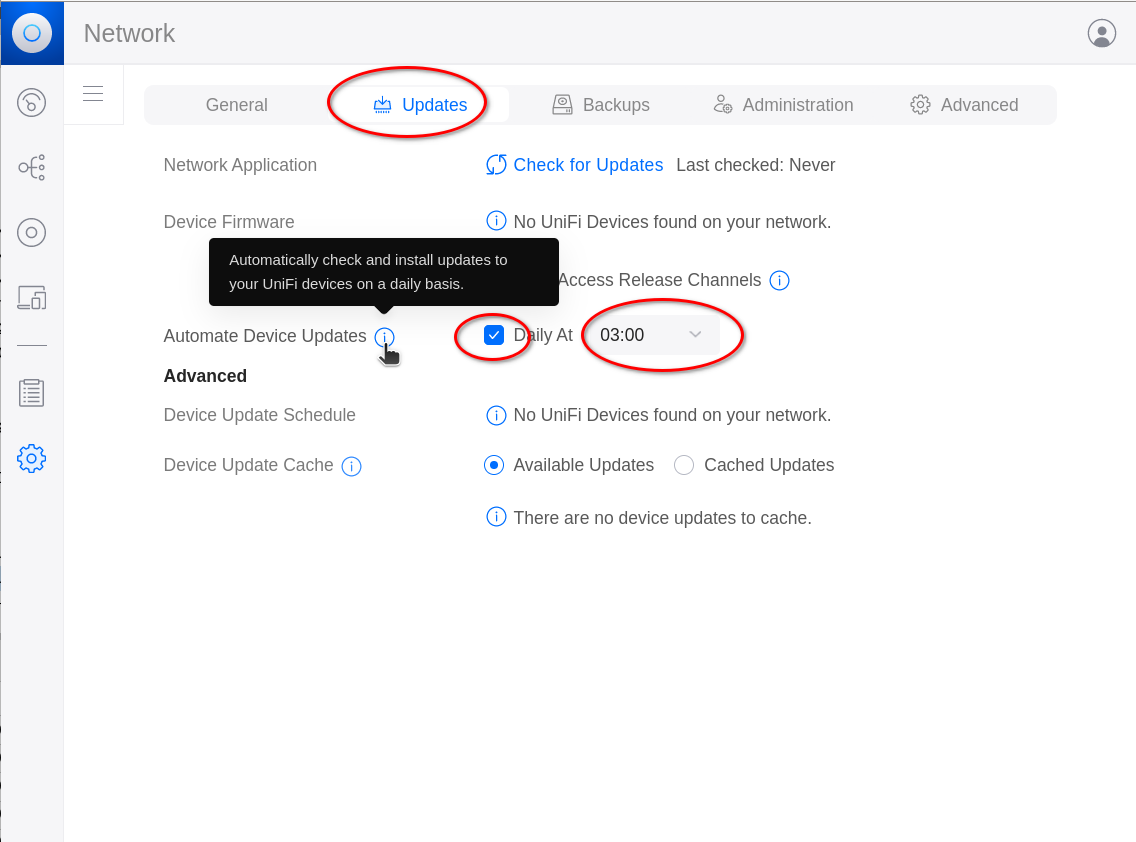 Network
General
Updates
Backups
Administration
Advanced
Network Application
Check for Updates Last checked: Never
Device Firmware
No UniFi Devices found on your network.
Automatically check and install updates to
your UniFi devices on a daily basis.
Access Release Channels
Automate Device Updates
Daily At 03:00
Advanced
Device Update Schedule
No UniFi Devices found on your network.
Device Update Cache
Available Updates
Cached Updates
There are no device updates to cache.